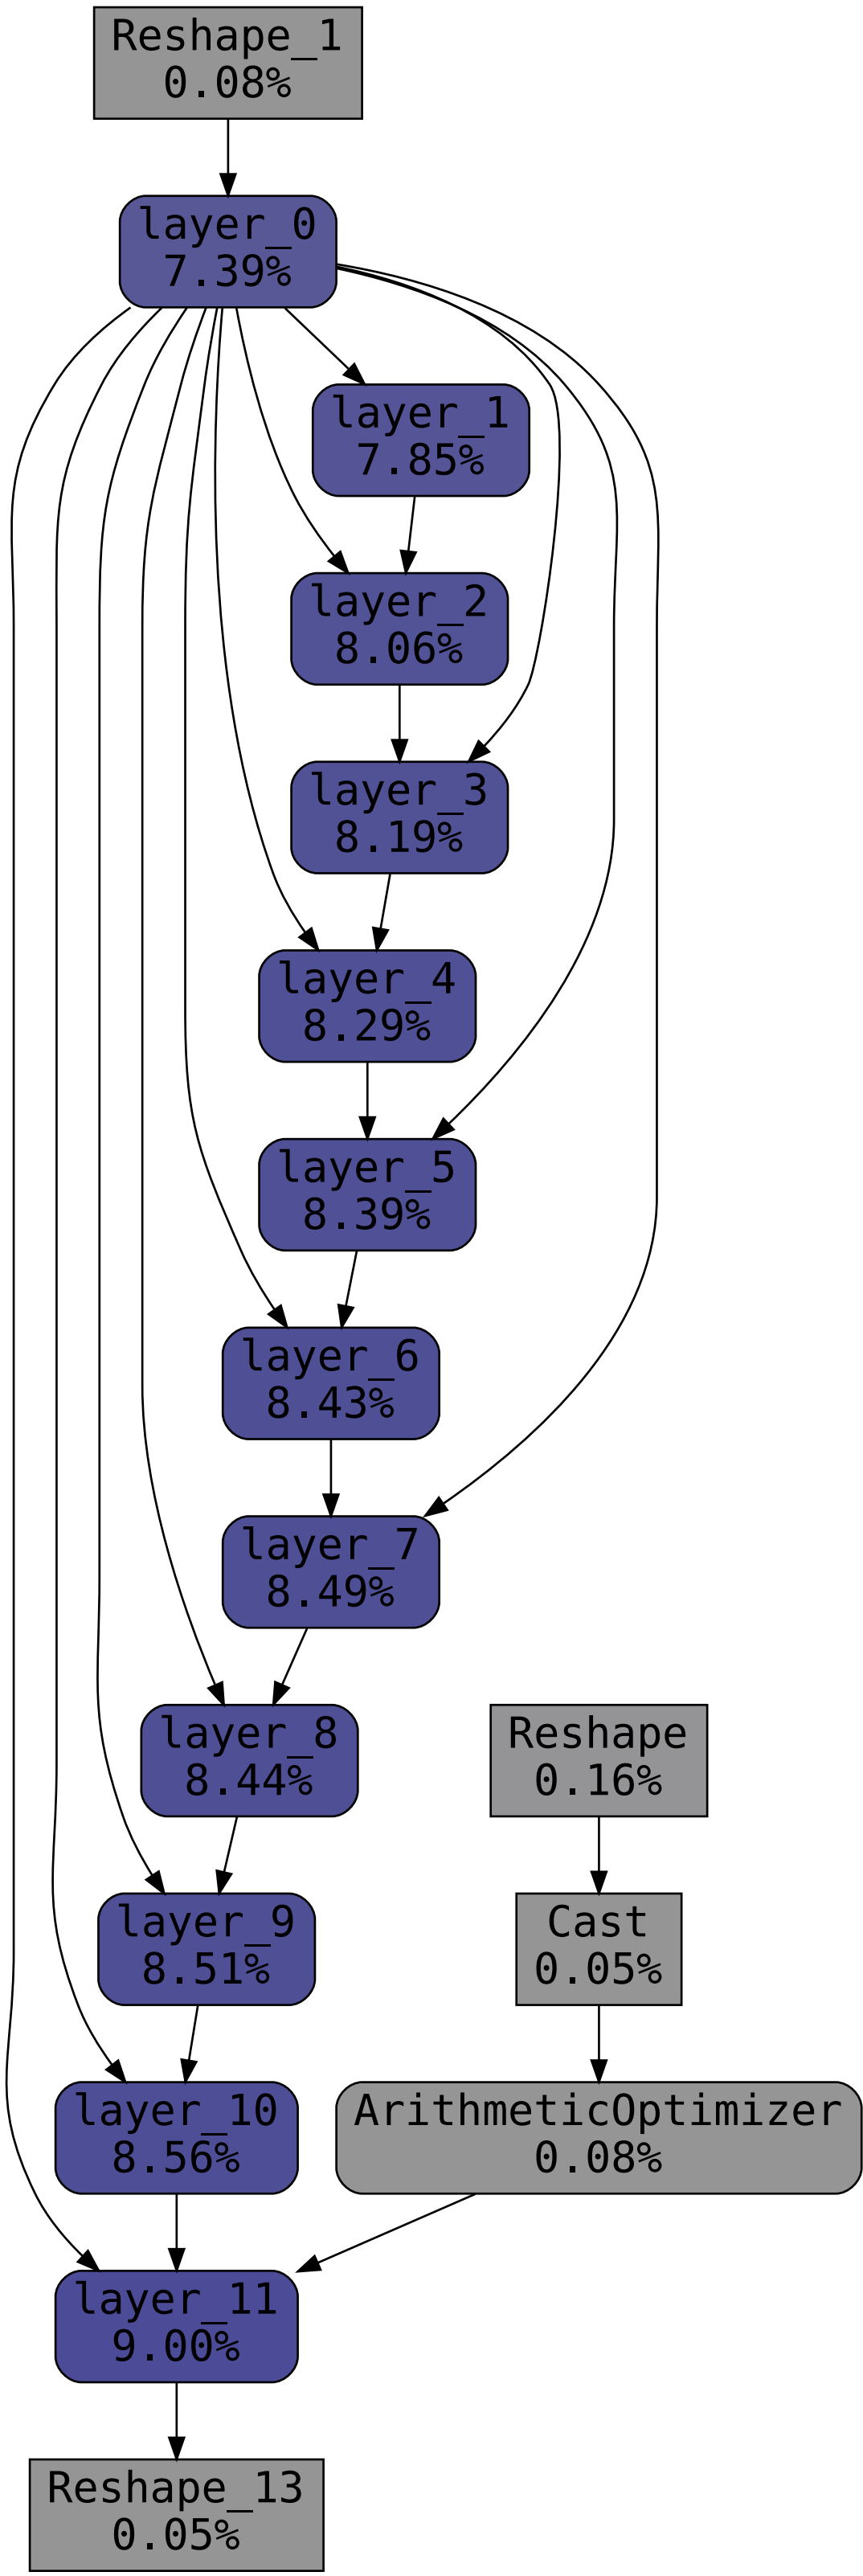 Reshape_1
0.08%
layer_0
7.39%
layer_1
7.85%
layer_2
8.06%
layer_3
8.19%
layer_4
8.29%
layer_5
8.39%
layer_6
8.43%
layer_7
8.49%
layer_8
8.44%
Reshape
0.16%
layer_9
8.51%
Cast
0.05%
layer_10
8.56%
ArithmeticOptimizer
0.08%
layer_11
9.00%
Reshape_13
0.05%